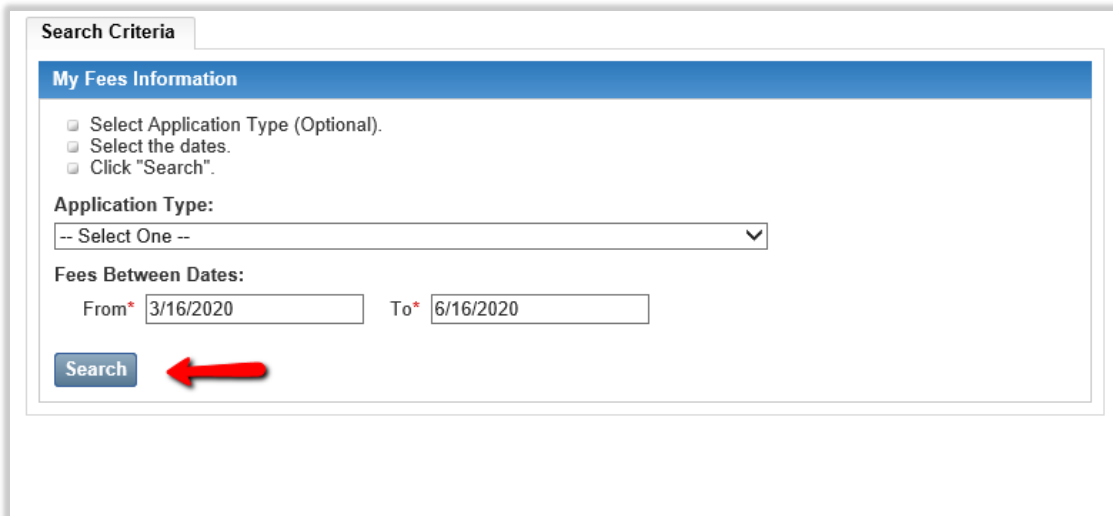 Search Criteria
My Fees Information
Select Application Type (Optional).
Select the dates.
Click "Search".
Application Type:
-- Select One --
Fees Between Dates:
From* 3/16/2020 To* 6/16/2020
Search